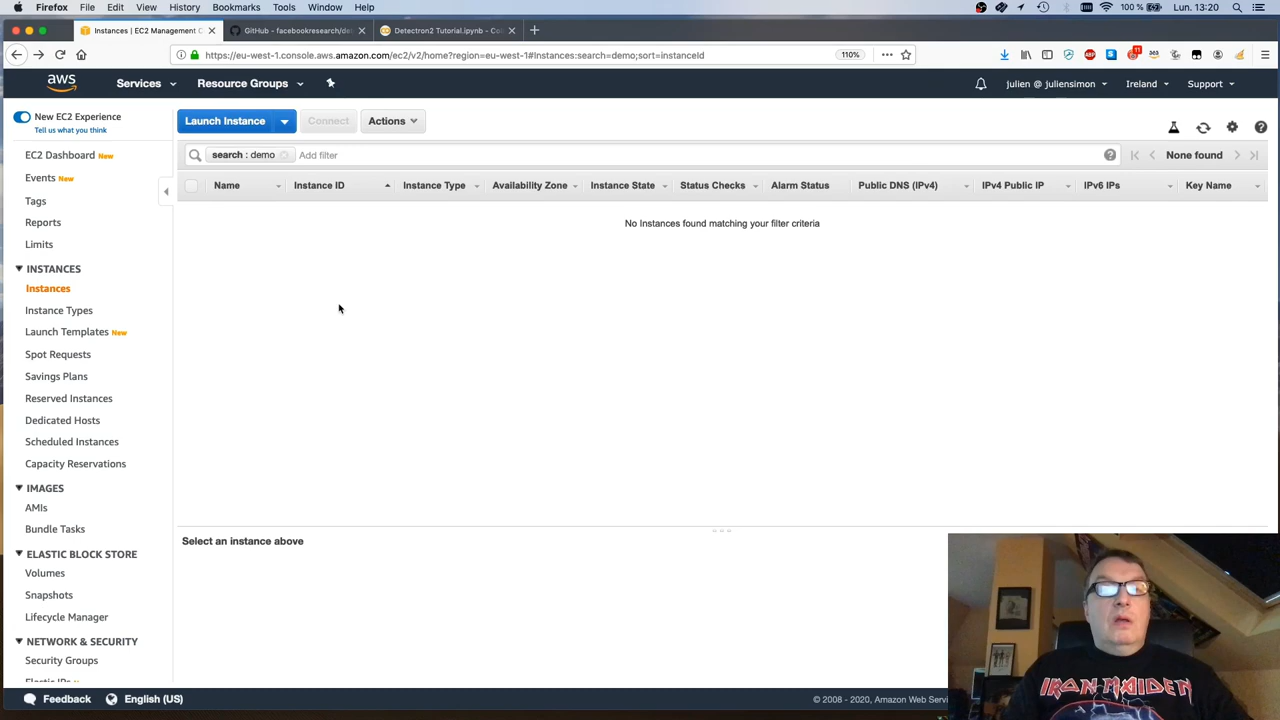 Firefox File Edit View History Bookmarks Tools Window Help 100 % Lun. 13:20
Instances | EC2 Management C GitHub - facebookresearch/de Detectron2 Tutorial.ipynb - Co
https://eu-west-1.console.aws.amazon.com/ec2/v2/home?region=eu-west-1#Instances:search=demo;sort=instanceId 110% 11
aws Services Resource Groups julien @ juliensimon Ireland Support
New EC2 Experience
Tell us what you think
Launch Instance Connect Actions
search : demo Add filter None found
Name Instance ID Instance Type Availability Zone Instance State Status Checks Alarm Status Public DNS (IPv4) IPv4 Public IP IPv6 IPs Key Name
No Instances found matching your filter criteria
EC2 Dashboard New
Events New
Tags
Reports
Limits
INSTANCES
Instances
Instance Types
Launch Templates New
Spot Requests
Savings Plans
Reserved Instances
Dedicated Hosts
Scheduled Instances
Capacity Reservations
IMAGES
AMIs
Bundle Tasks
ELASTIC BLOCK STORE
Volumes
Snapshots
Lifecycle Manager
NETWORK & SECURITY
Security Groups
Elastic IPs
Select an instance above
IRON MAIDEN
Feedback English (US) © 2008 - 2020, Amazon Web Servi